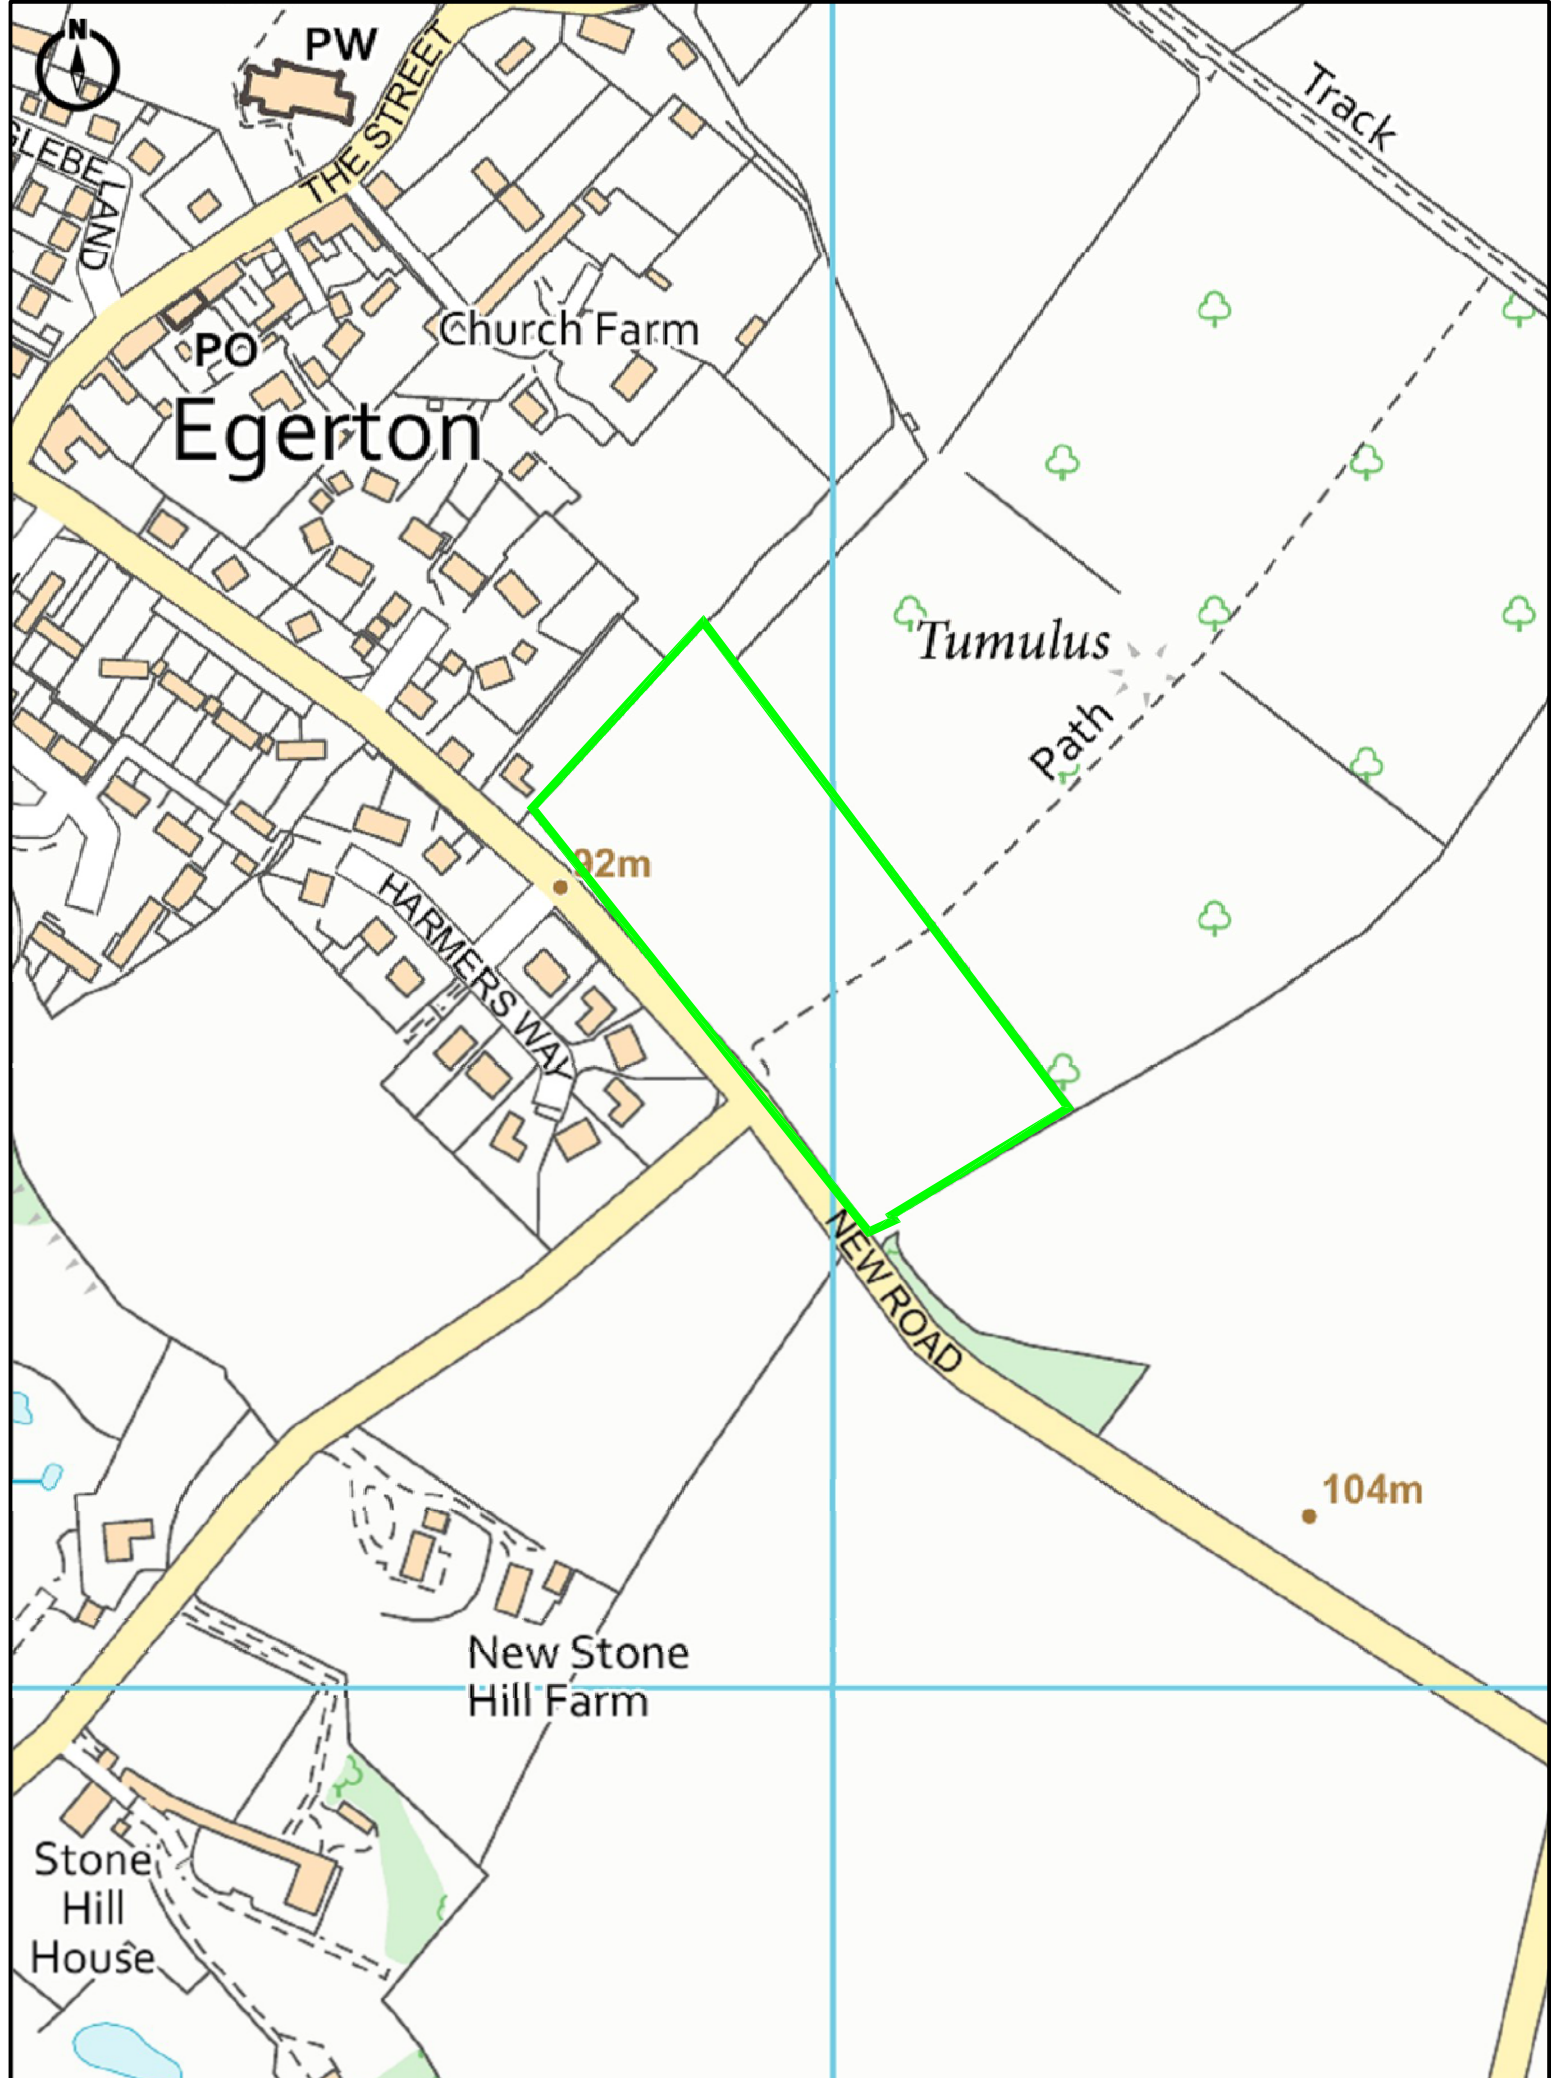 N
PW
THE STREET
Track
GLEBE LAND
Church Farm
PO
Egerton
Tumulus
Path
92m
HARMERS WAY
NEW ROAD
104m
New Stone
Hill Farm
Stone
Hill
House